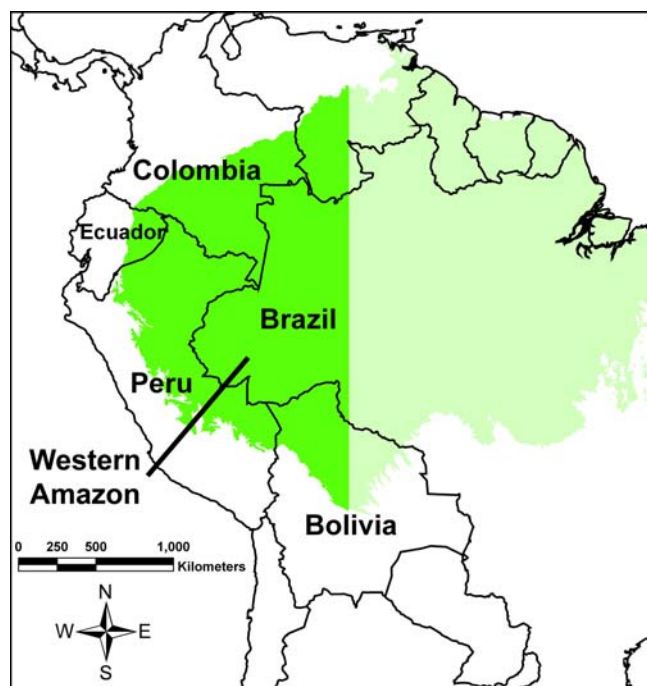 Colombia
Ecuador
Brazil
Peru
Western
Amazon
Bolivia
0 250 500 1,000
Kilometers
N
W E
S